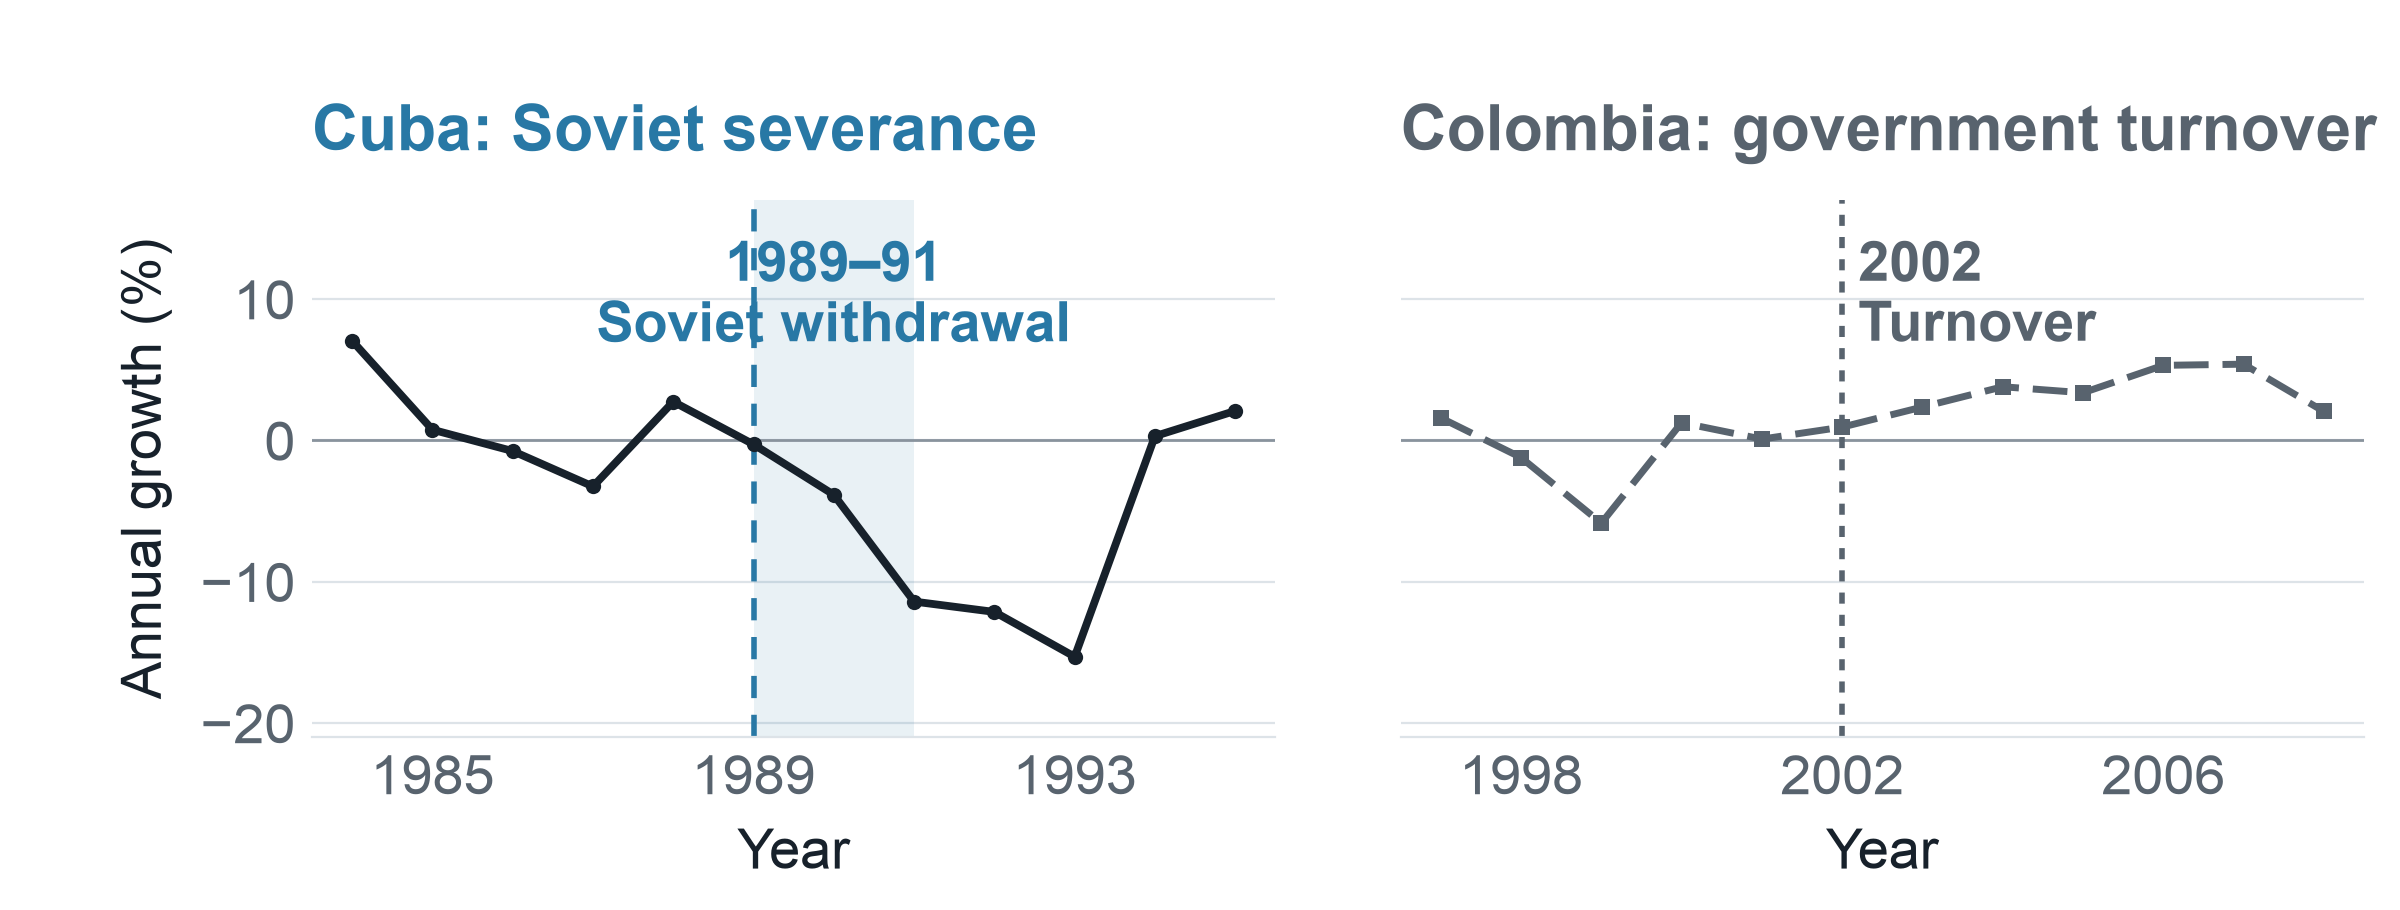 Cuba: Soviet severance
Annual growth (%)
10
0
−10
−20
1989–91
Soviet withdrawal
1985
1989
1993
Year
Colombia: government turnover
2002
Turnover
1998
2002
2006
Year